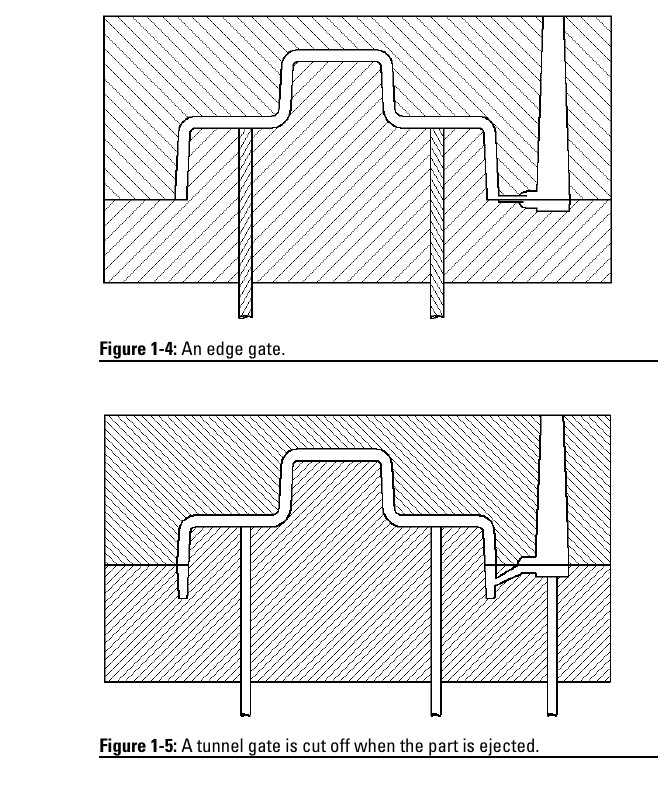 Figure 1-4: An edge gate.
Figure 1-5: A tunnel gate is cut off when the part is ejected.